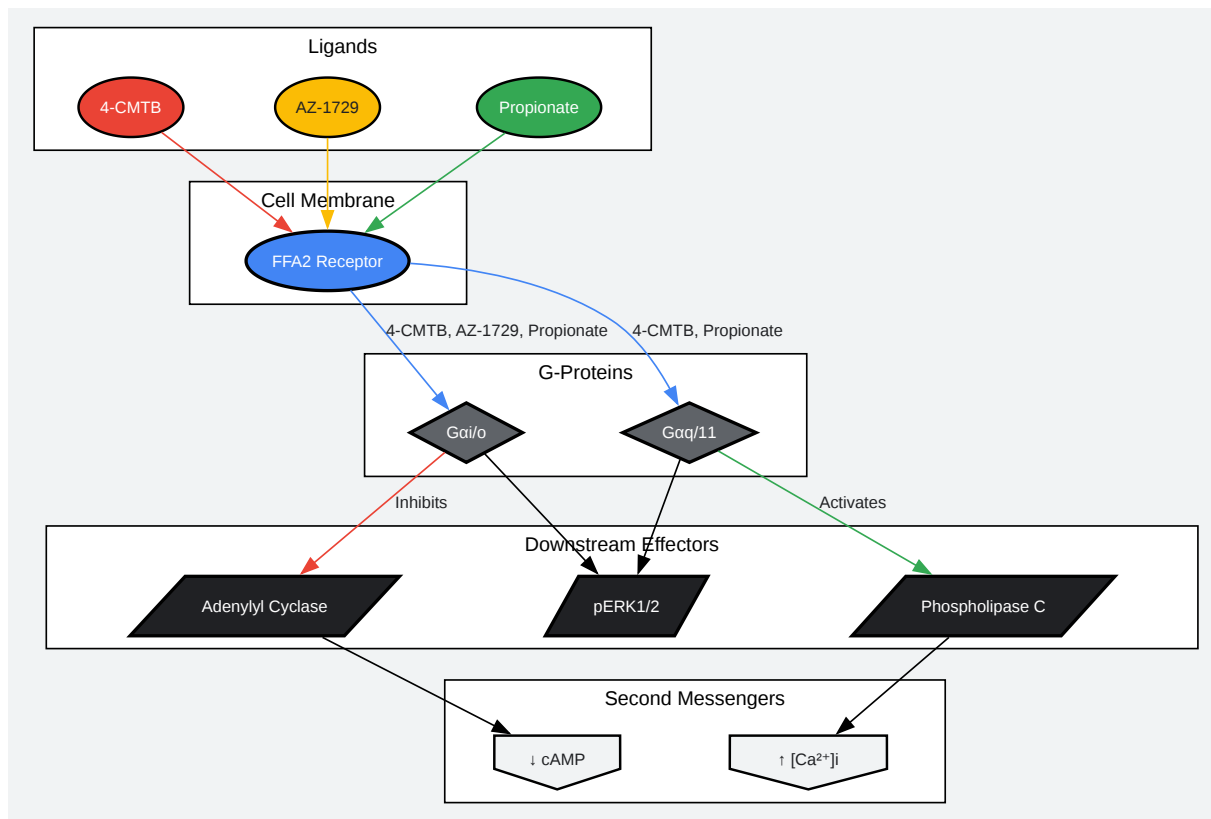 Ligands
4-CMTB
AZ-1729
Propionate
Cell Membrane
FFA2 Receptor
4-CMTB, AZ-1729, Propionate
4-CMTB, Propionate
G-Proteins
Gαi/o
Gαq/11
Inhibits
Activates
Downstream Effectors
Adenylyl Cyclase
pERK1/2
Phospholipase C
Second Messengers
↓ cAMP
↑ [Ca²⁺]i